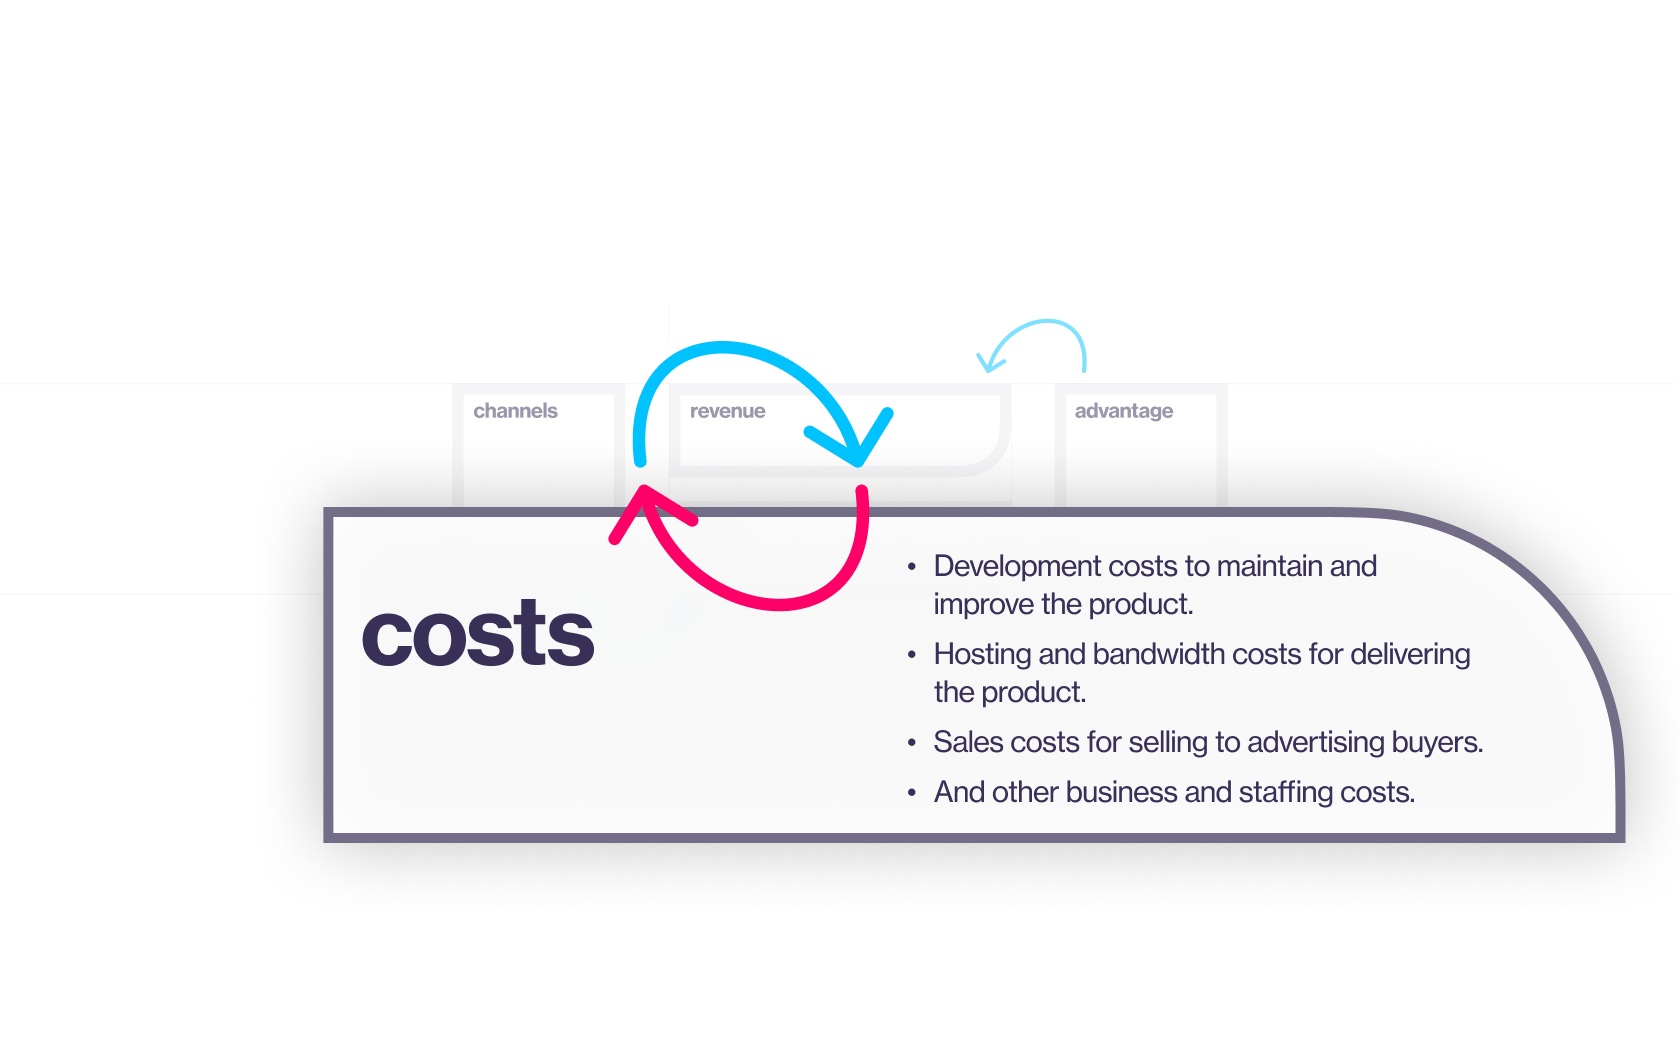 channels
revenue
advantage
costs
• Development costs to maintain and
improve the product.
• Hosting and bandwidth costs for delivering
the product.
• Sales costs for selling to advertising buyers.
• And other business and staffing costs.